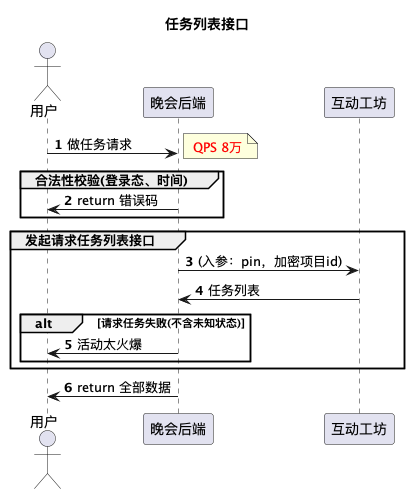 任务列表接口
用户
晚会后端
互动工坊
1 做任务请求
QPS 8万
合法性校验(登录态、时间)
2 return 错误码
发起请求任务列表接口
3 (入参：pin，加密项目id)
4 任务列表
alt [请求任务失败(不含未知状态)]
5 活动太火爆
6 return 全部数据
用户
晚会后端
互动工坊